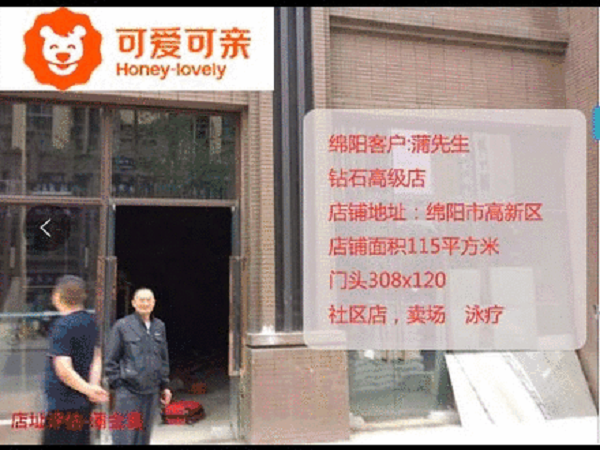 可爱可亲
Honey-lovely
绵阳客户:蒲先生
钻石高级店
店铺地址：绵阳市高新区
店铺面积115平方米
门头308x120
社区店，卖场 泳疗
店址评估:蒲金真